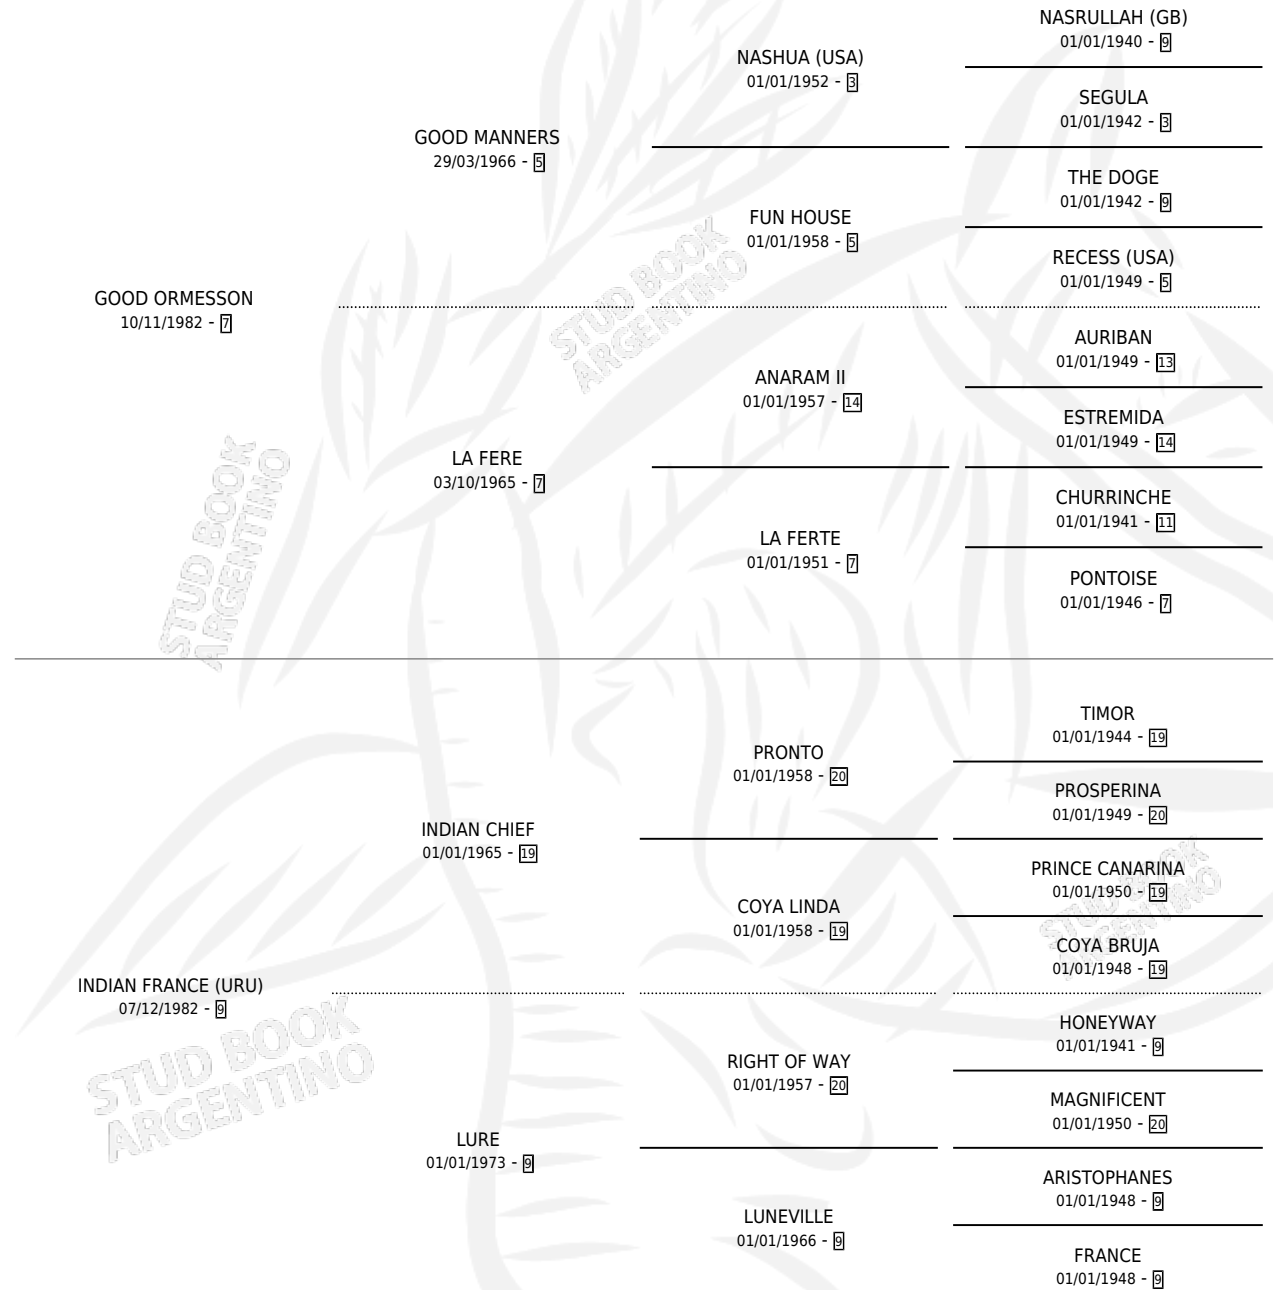 NASRULLAH (GB)
01/01/1940 - 9
NASHUA (USA)
01/01/1952 - 3
SEGULA
01/01/1942 - 3
GOOD MANNERS
29/03/1966 - 5
THE DOGE
01/01/1942 - 9
FUN HOUSE
01/01/1958 - 5
RECESS (USA)
01/01/1949 - 5
GOOD ORMESSON
10/11/1982 - 7
STUD BOOK
ARGENTINO
AURIBAN
01/01/1949 - 13
ANARAM II
01/01/1957 - 14
ESTREMIDA
01/01/1949 - 14
LA FERE
03/10/1965 - 7
CHURRINCHE
01/01/1941 - 11
LA FERTE
01/01/1951 - 7
PONTOISE
01/01/1946 - 7
STUD BOOK
ARGENTINO
TIMOR
01/01/1944 - 19
PRONTO
01/01/1958 - 20
PROSPERINA
01/01/1949 - 20
INDIAN CHIEF
01/01/1965 - 19
PRINCE CANARINA
01/01/1950 - 19
COYA LINDA
01/01/1958 - 19
COYA BRUJA
01/01/1948 - 19
STUD BOOK
ARGENTINO
INDIAN FRANCE (URU)
07/12/1982 - 9
HONEYWAY
01/01/1941 - 9
RIGHT OF WAY
01/01/1957 - 20
MAGNIFICENT
01/01/1950 - 20
STUD BOOK
ARGENTINO
LURE
01/01/1973 - 9
ARISTOPHANES
01/01/1948 - 9
LUNEVILLE
01/01/1966 - 9
FRANCE
01/01/1948 - 9